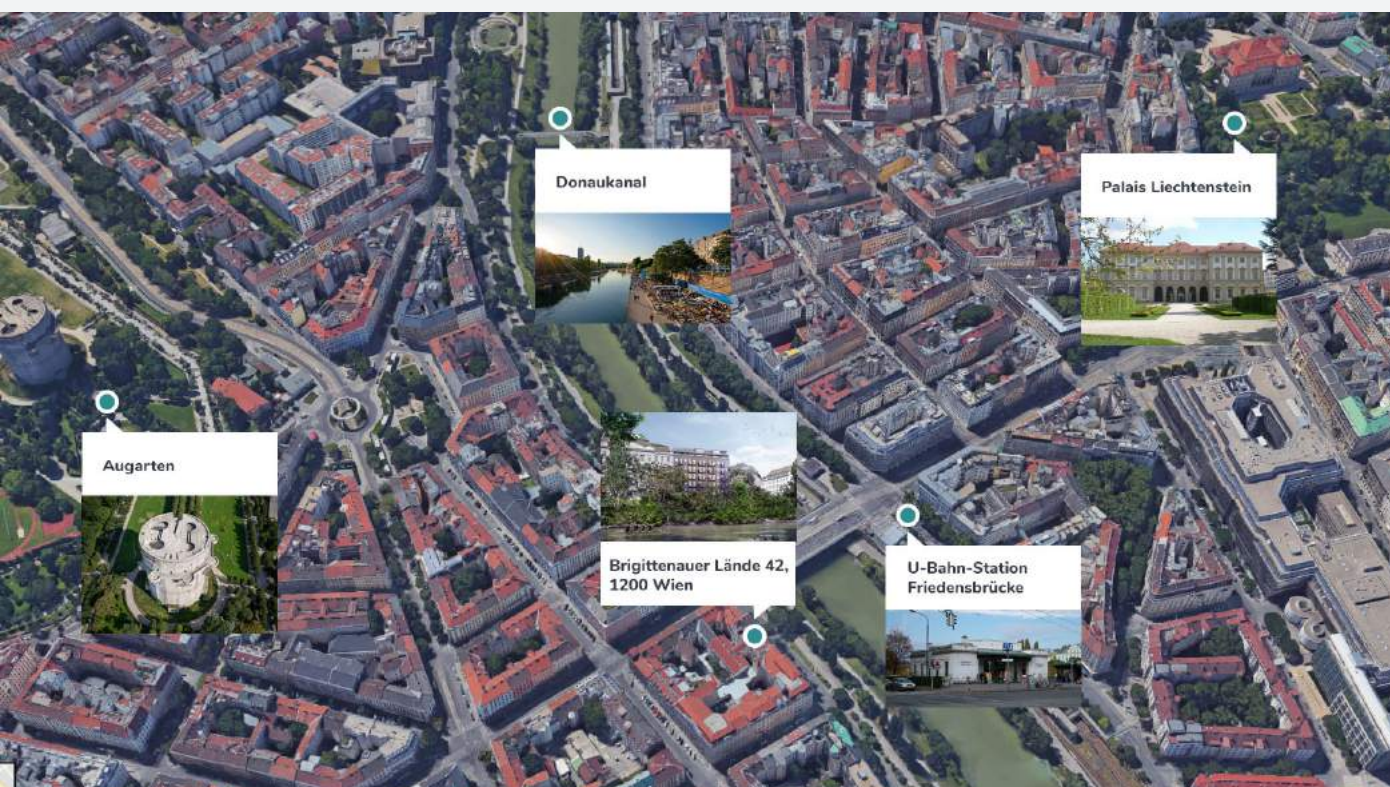 Donaukanal
Palais Liechtenstein
Augarten
Brigittenauer Lände 42,
1200 Wien
U-Bahn-Station
Friedensbrücke